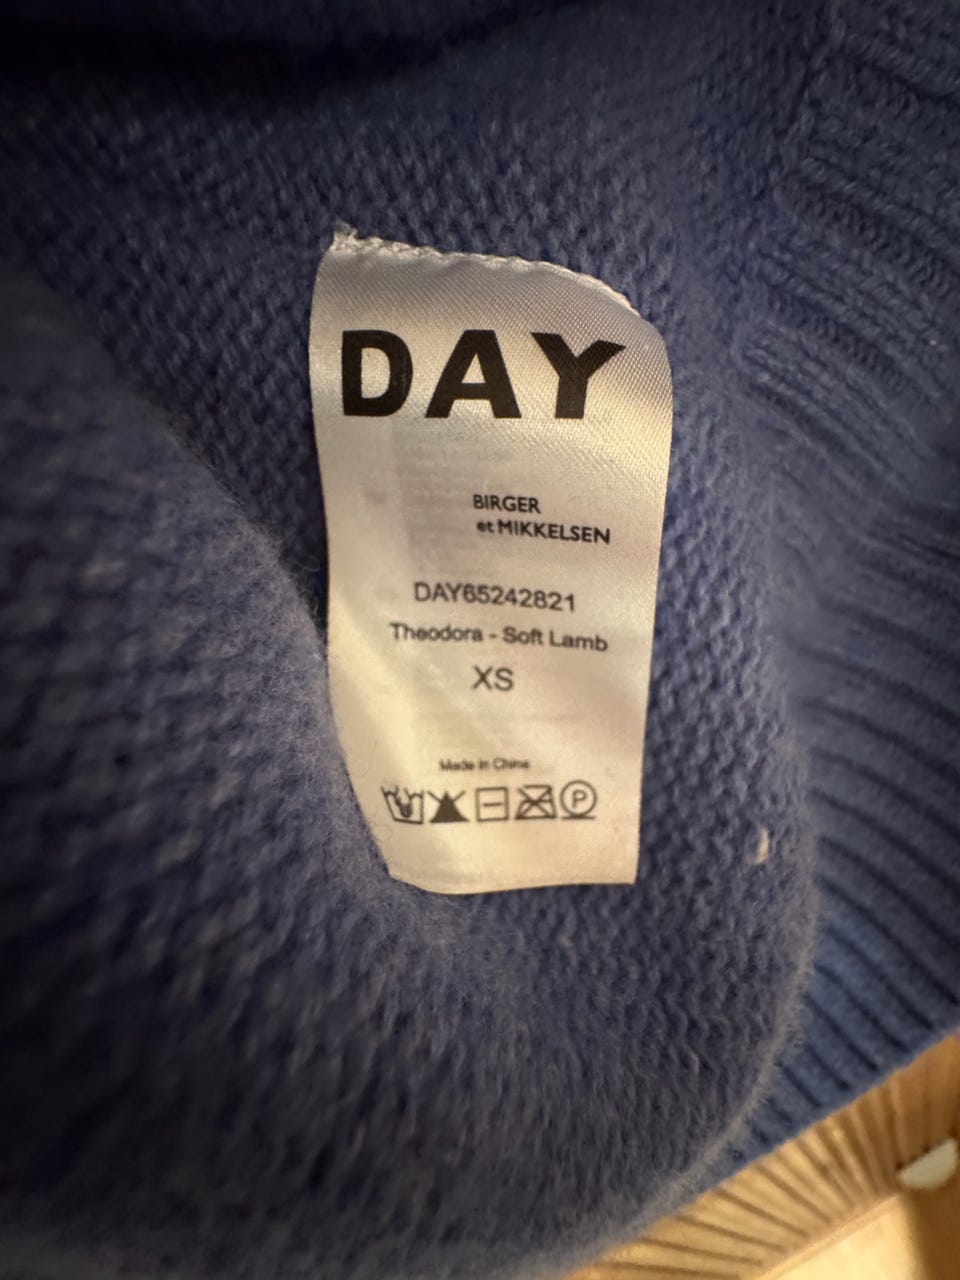 DAY
BIRGER
et MIKKELSEN
DAY65242821
Theodora - Soft Lamb
XS
Made in China
P